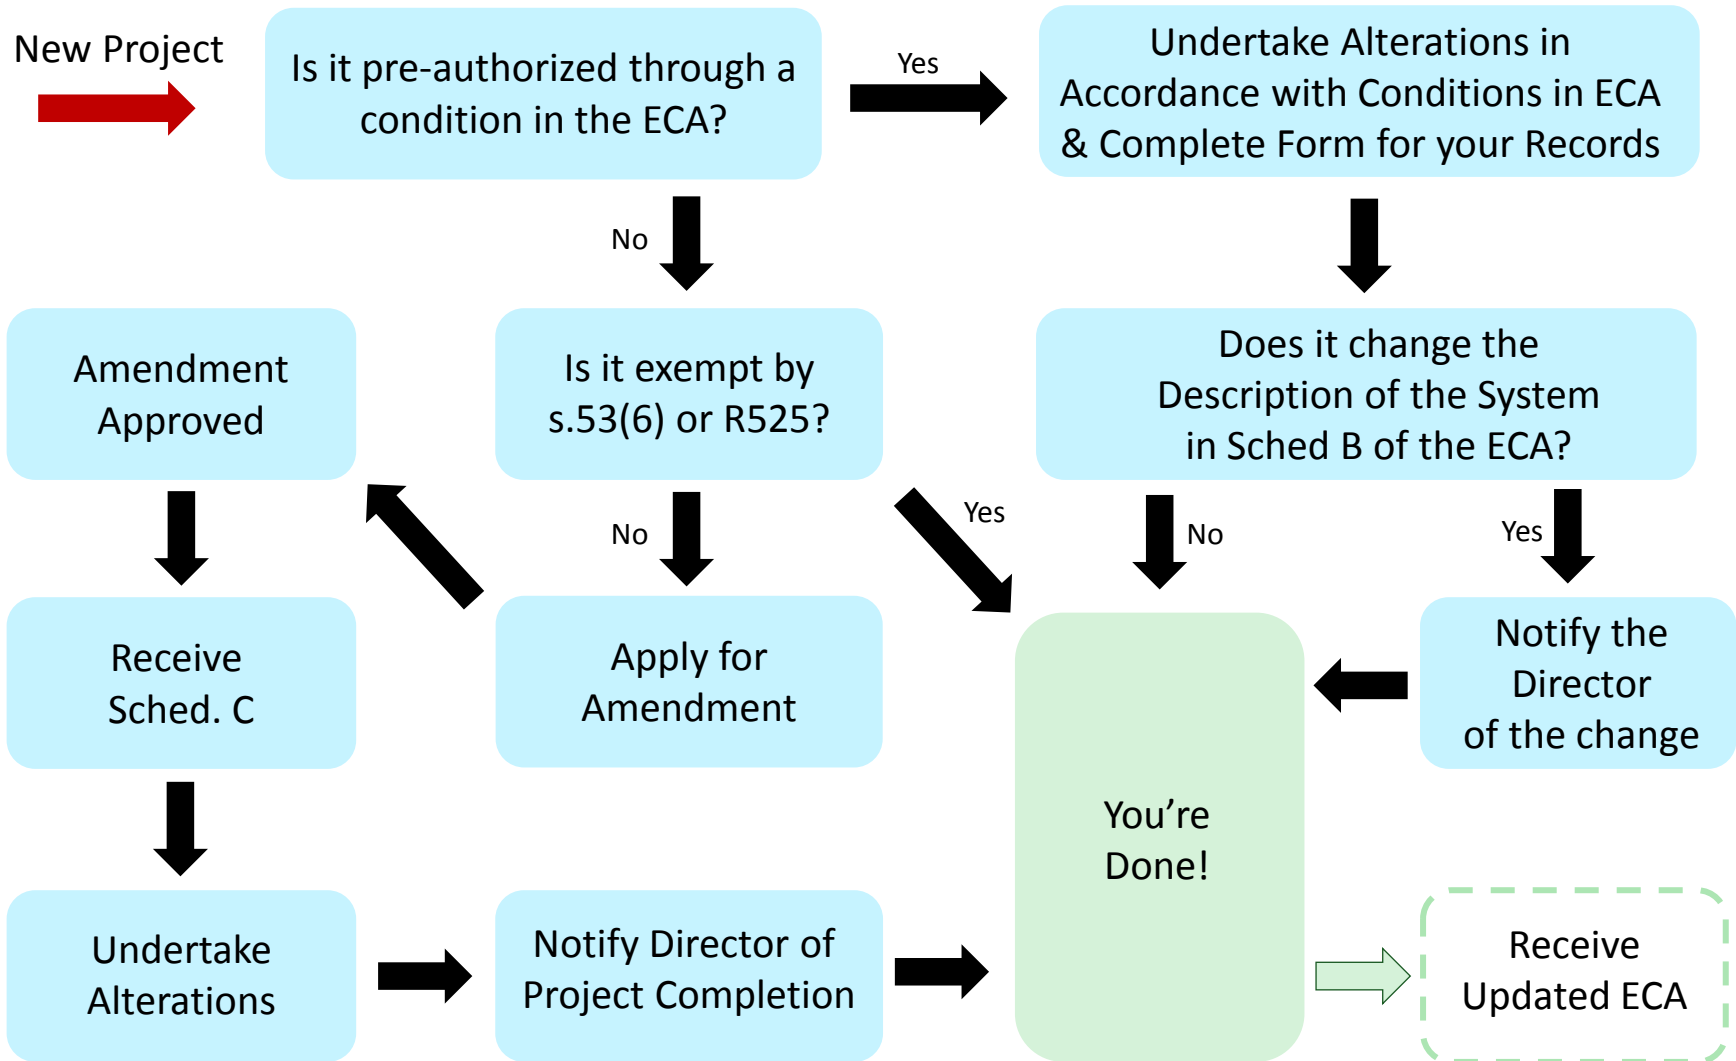 New Project
Is it pre-authorized through a
condition in the ECA?
Yes
Undertake Alterations in
Accordance with Conditions in ECA
& Complete Form for your Records
No
Amendment
Approved
Is it exempt by
s.53(6) or R525?
Does it change the
Description of the System
in Sched B of the ECA?
No
Yes
No
Yes
Receive
Sched. C
Apply for
Amendment
Notify the
Director
of the change
You’re
Done!
Undertake
Alterations
Notify Director of
Project Completion
Receive
Updated ECA